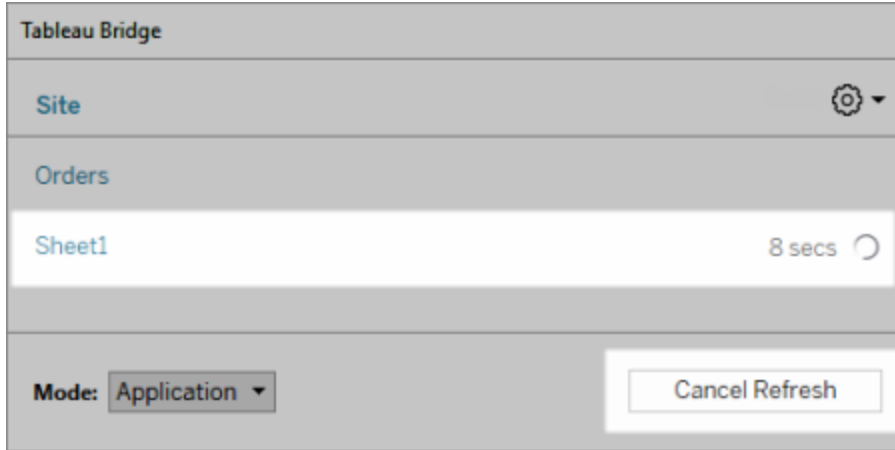 Tableau Bridge
Site
Orders
Sheet1 8 secs
Mode: Application Cancel Refresh